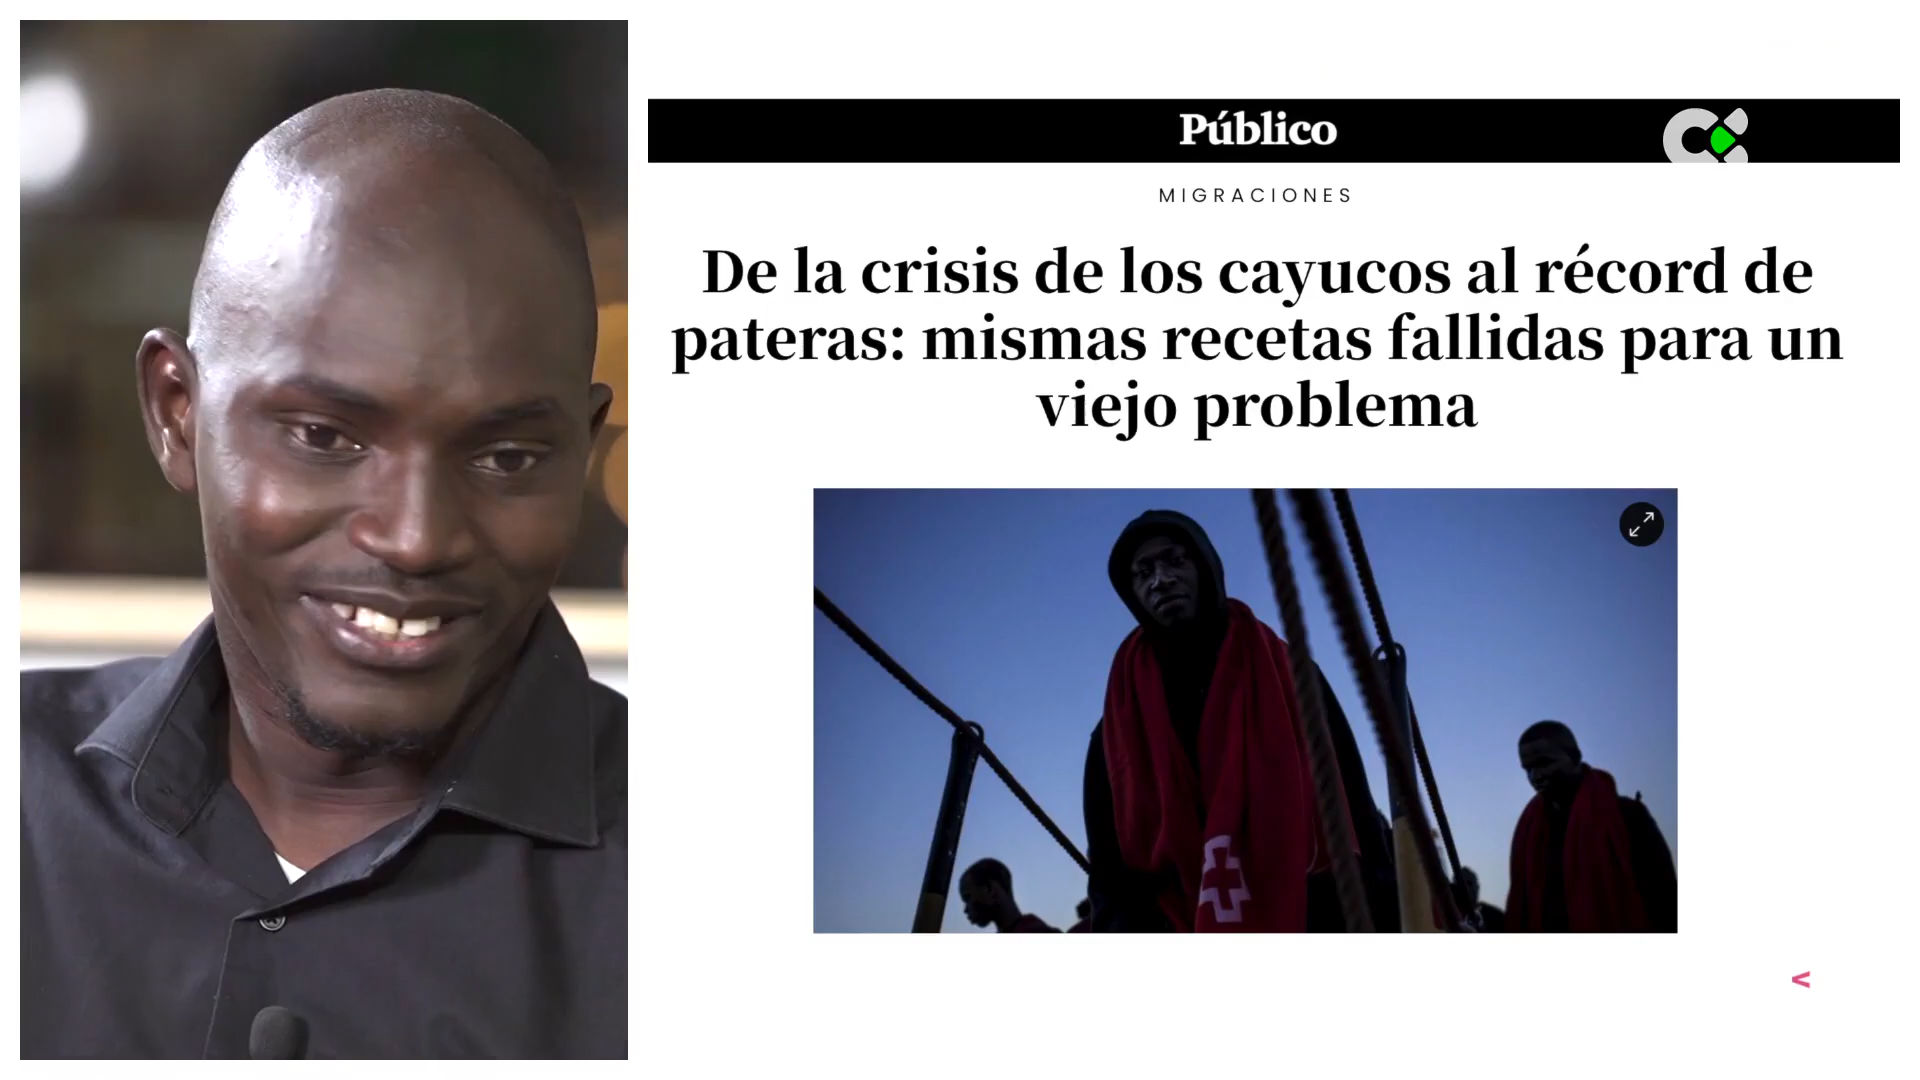 Público
MIGRACIONES
De la crisis de los cayucos al récord de
pateras: mismas recetas fallidas para un
viejo problema